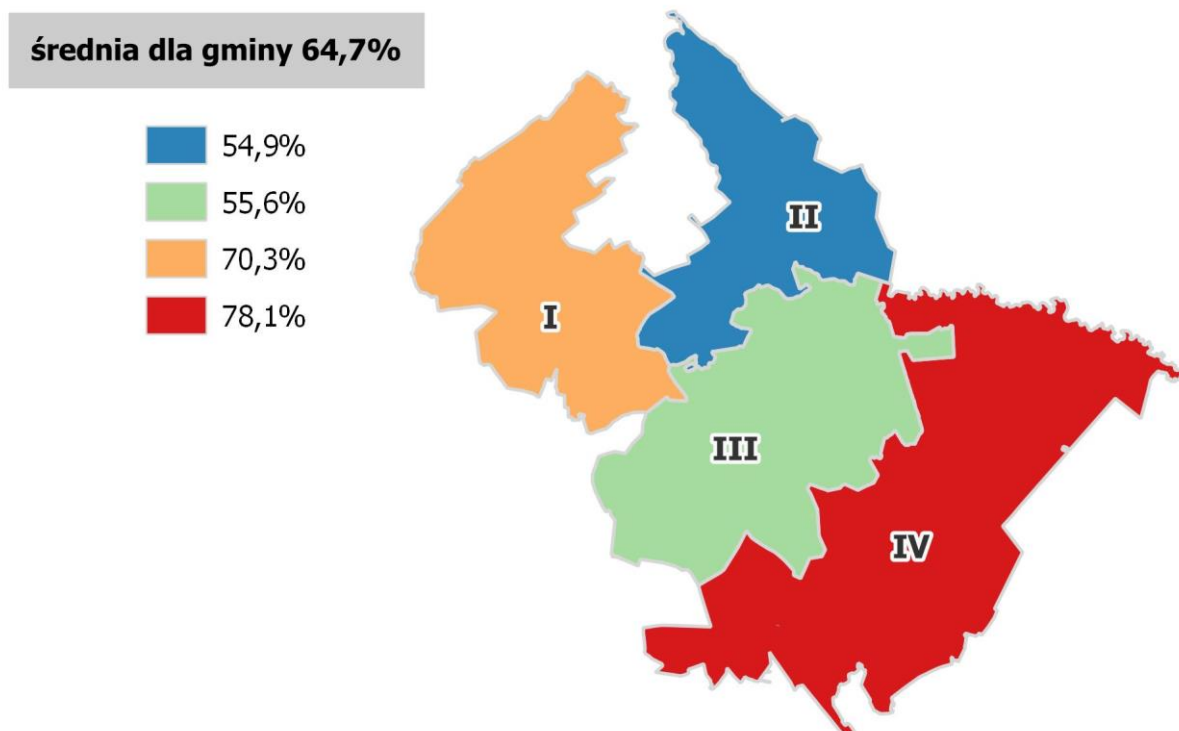 średnia dla gminy 64,7%
54,9%
55,6%
70,3%
78,1%
II
I
III
IV